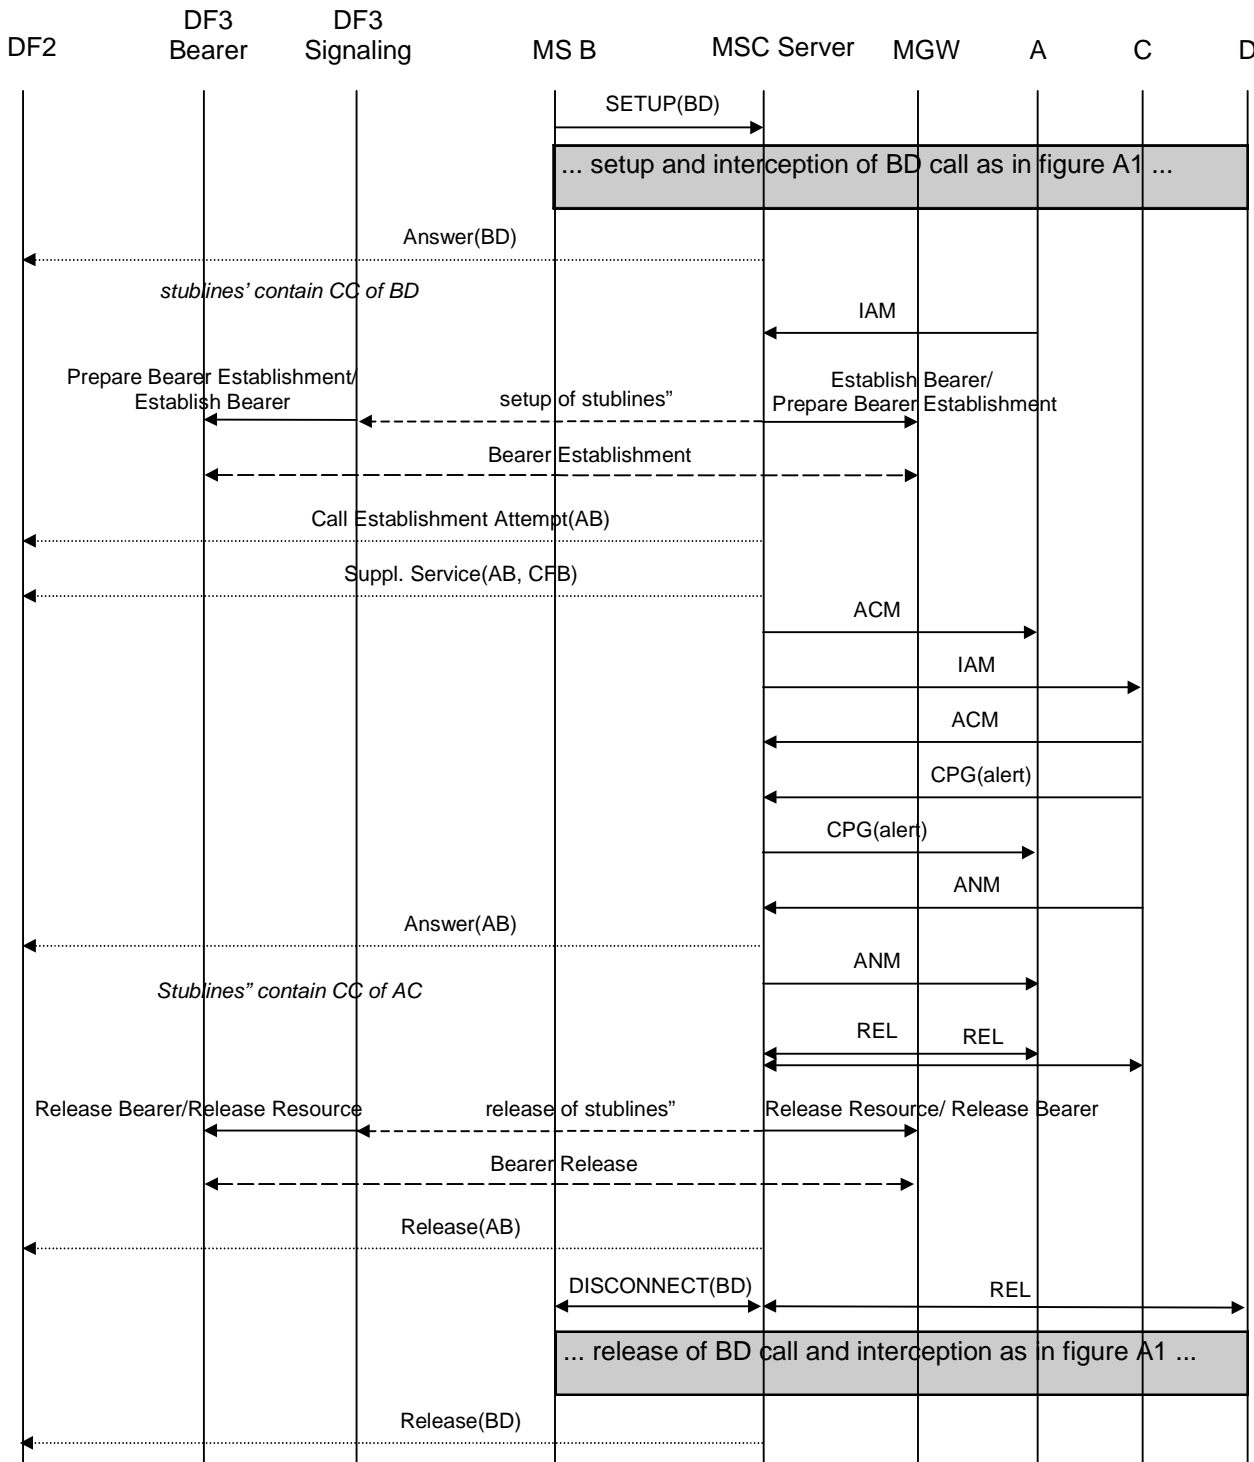 DF2
DF3
Bearer
DF3
Signaling
MS B
MSC Server
MGW
A
C
D
SETUP(BD)
... setup and interception of BD call as in figure A1 ...
Answer(BD)
stublines’ contain CC of BD
IAM
Prepare Bearer Establishment/
Establish Bearer
setup of stublines”
Establish Bearer/
Prepare Bearer Establishment
Bearer Establishment
Call Establishment Attempt(AB)
Suppl. Service(AB, CFB)
ACM
IAM
ACM
CPG(alert)
CPG(alert)
ANM
Answer(AB)
ANM
Stublines” contain CC of AC
REL
REL
Release Bearer/Release Resource
release of stublines”
Release Resource/ Release Bearer
Bearer Release
Release(AB)
DISCONNECT(BD)
REL
... release of BD call and interception as in figure A1 ...
Release(BD)